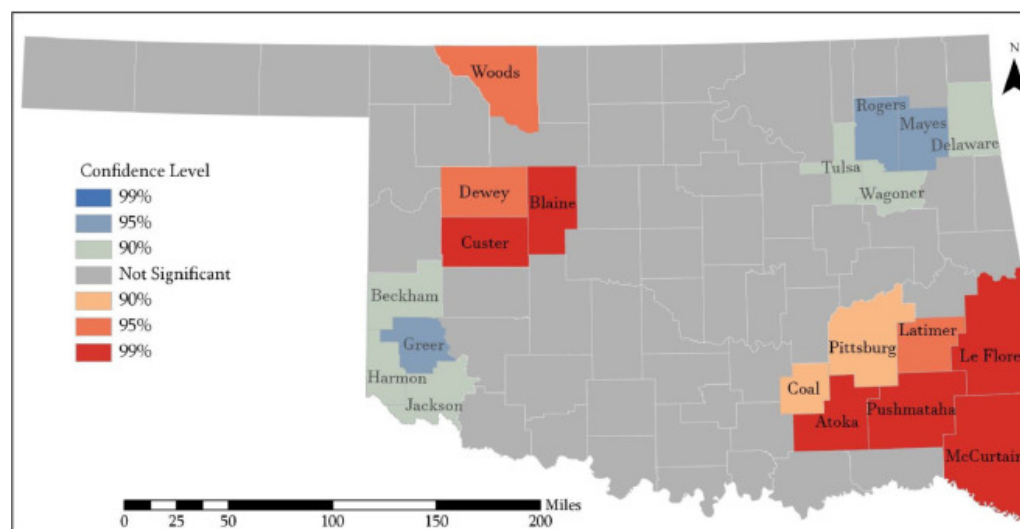 N
Woods
Rogers
Mayes
Delaware
Tulsa
Wagoner
Confidence Level
99%
95%
90%
Not Significant
90%
95%
99%
Dewey
Blaine
Custer
Beckham
Greer
Harmon
Jackson
Latimer
Pittsburg
Le Flore
Coal
Atoka
Pushmataha
McCurtain
Miles
0 25 50 100 150 200